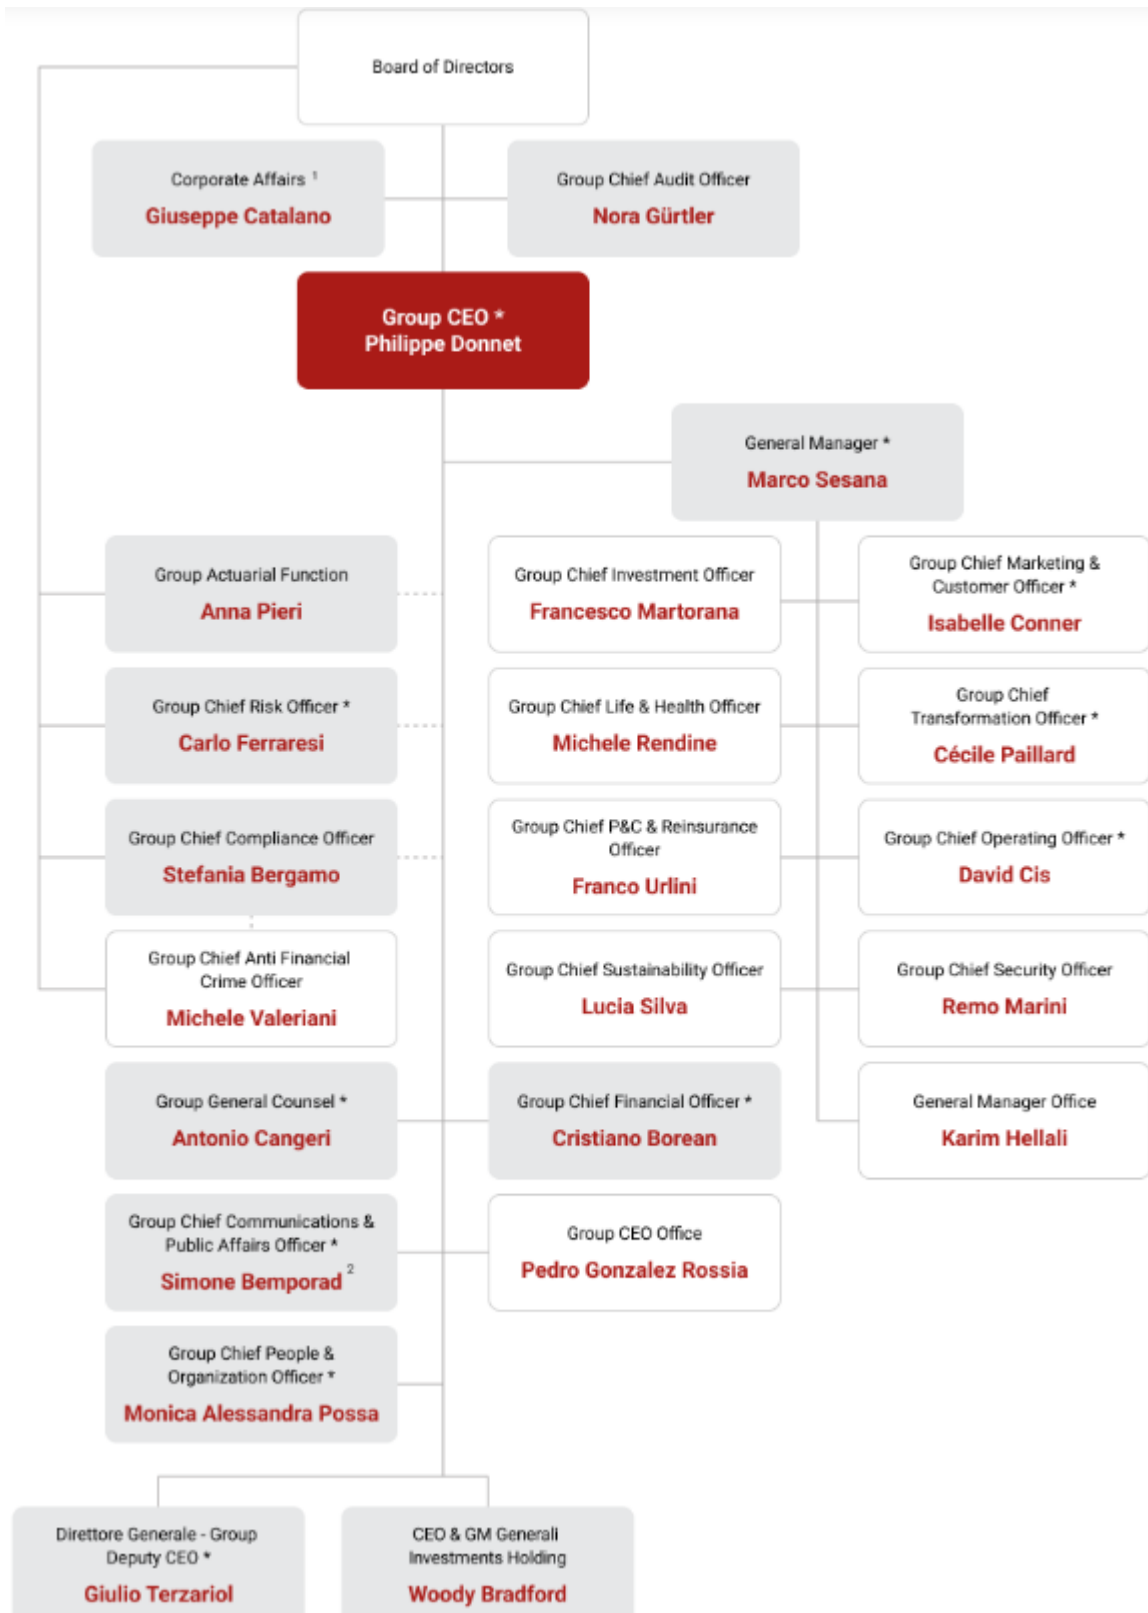 Board of Directors
Corporate Affairs 1
Giuseppe Catalano
Group Chief Audit Officer
Nora Gürtler
Group CEO *
Philippe Donnet
General Manager *
Marco Sesana
Group Actuarial Function
Anna Pieri
Group Chief Investment Officer
Francesco Martorana
Group Chief Marketing &
Customer Officer *
Isabelle Conner
Group Chief Risk Officer *
Carlo Ferraresi
Group Chief Life & Health Officer
Michele Rendine
Group Chief
Transformation Officer *
Cécile Paillard
Group Chief Compliance Officer
Stefania Bergamo
Group Chief P&C & Reinsurance
Officer
Franco Urlini
Group Chief Operating Officer *
David Cis
Group Chief Anti Financial
Crime Officer
Michele Valeriani
Group Chief Sustainability Officer
Lucia Silva
Group Chief Security Officer
Remo Marini
Group General Counsel *
Antonio Cangeri
Group Chief Financial Officer *
Cristiano Borean
General Manager Office
Karim Hellali
Group Chief Communications &
Public Affairs Officer *
Simone Bemporad 2
Group CEO Office
Pedro Gonzalez Rossia
Group Chief People &
Organization Officer *
Monica Alessandra Possa
Direttore Generale - Group
Deputy CEO *
Giulio Terzariol
CEO & GM Generali
Investments Holding
Woody Bradford